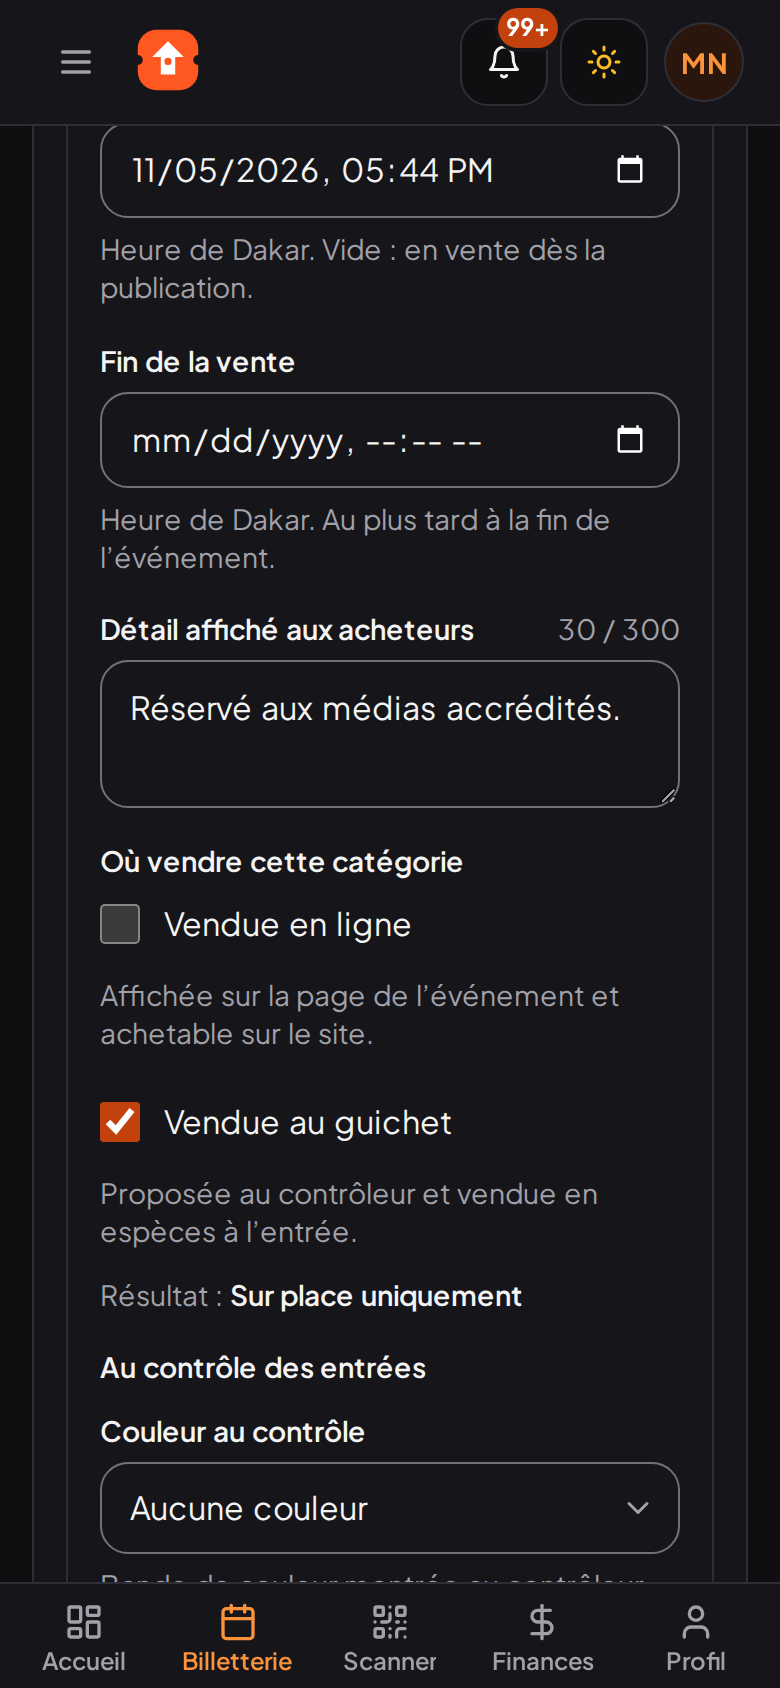 99+
MN
11/05/2026, 05:44 PM
Heure de Dakar. Vide : en vente dès la
publication.
Fin de la vente
mm/dd/yyyy, --:-- --
Heure de Dakar. Au plus tard à la fin de
l’événement.
Détail affiché aux acheteurs 30 / 300
Réservé aux médias accrédités.
Où vendre cette catégorie
Vendue en ligne
Affichée sur la page de l’événement et
achetable sur le site.
Vendue au guichet
Proposée au contrôleur et vendue en
espèces à l’entrée.
Résultat : Sur place uniquement
Au contrôle des entrées
Couleur au contrôle
Aucune couleur
Accueil Billetterie Scanner Finances Profil